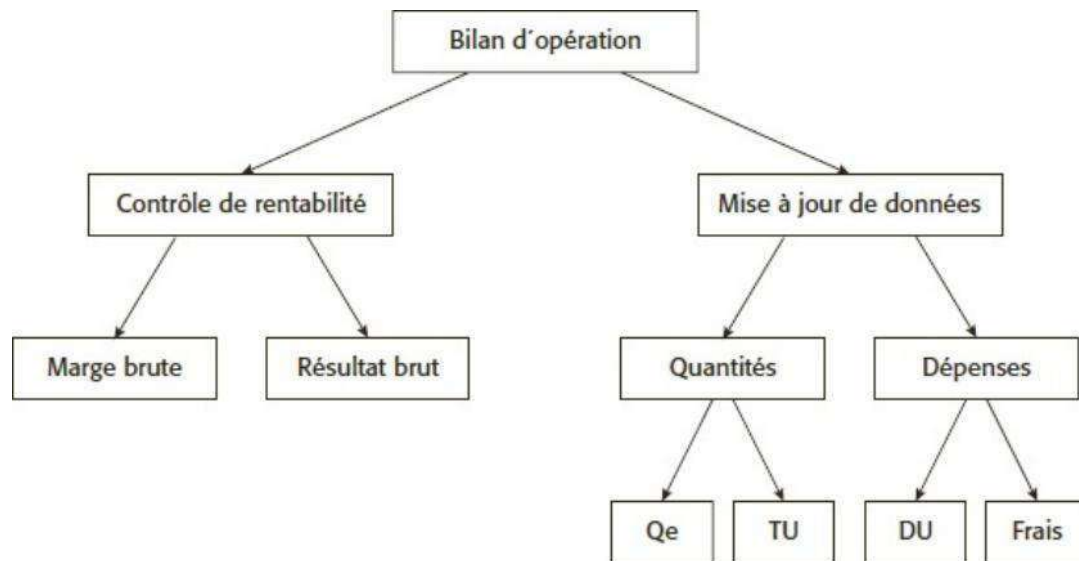 Bilan d´opération
Contrôle de rentabilité
Mise à jour de données
Marge brute
Résultat brut
Quantités
Dépenses
Qe
TU
DU
Frais